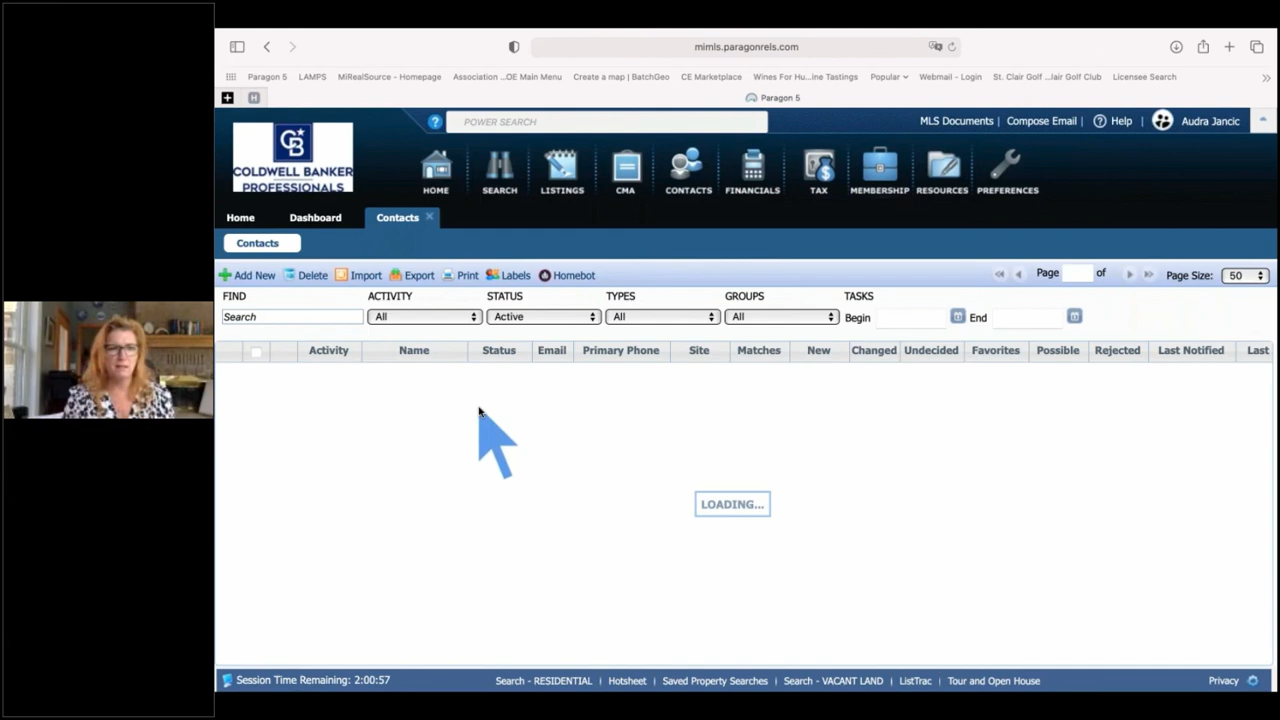 mimls.paragonrels.com
Paragon 5 LAMPS MiRealSource - Homepage Association ...OE Main Menu Create a map | BatchGeo CE Marketplace Wines For Hu...ine Tastings Popular Webmail - Login St. Clair Golf ...lair Golf Club Licensee Search
H Paragon 5
? POWER SEARCH MLS Documents | Compose Email | ? Help | Audra Jancic
CB
COLDWELL BANKER
PROFESSIONALS
HOME SEARCH LISTINGS CMA CONTACTS FINANCIALS TAX MEMBERSHIP RESOURCES PREFERENCES
Home Dashboard Contacts
Contacts
Add New Delete Import Export Print Labels Homebot Page of Page Size: 50
FIND ACTIVITY STATUS TYPES GROUPS TASKS
Search All Active All All Begin End
Activity Name Status Email Primary Phone Site Matches New Changed Undecided Favorites Possible Rejected Last Notified Last
LOADING...
Session Time Remaining: 2:00:57 Search - RESIDENTIAL | Hotsheet | Saved Property Searches | Search - VACANT LAND | ListTrac | Tour and Open House Privacy